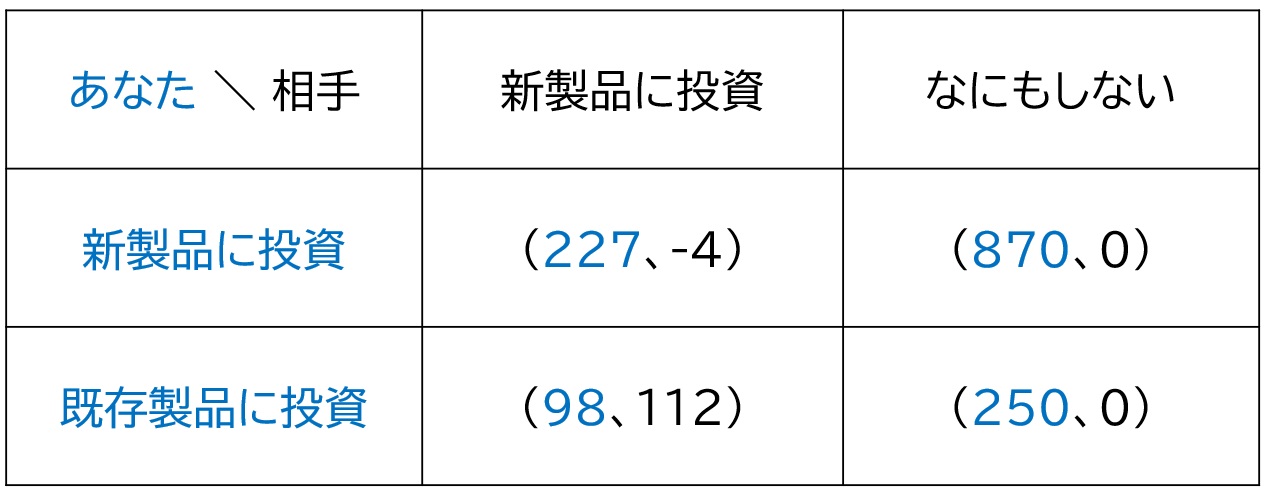 あなた ＼ 相手 新製品に投資 なにもしない
新製品に投資 （227、-4） （870、0）
既存製品に投資 （98、112） （250、0）